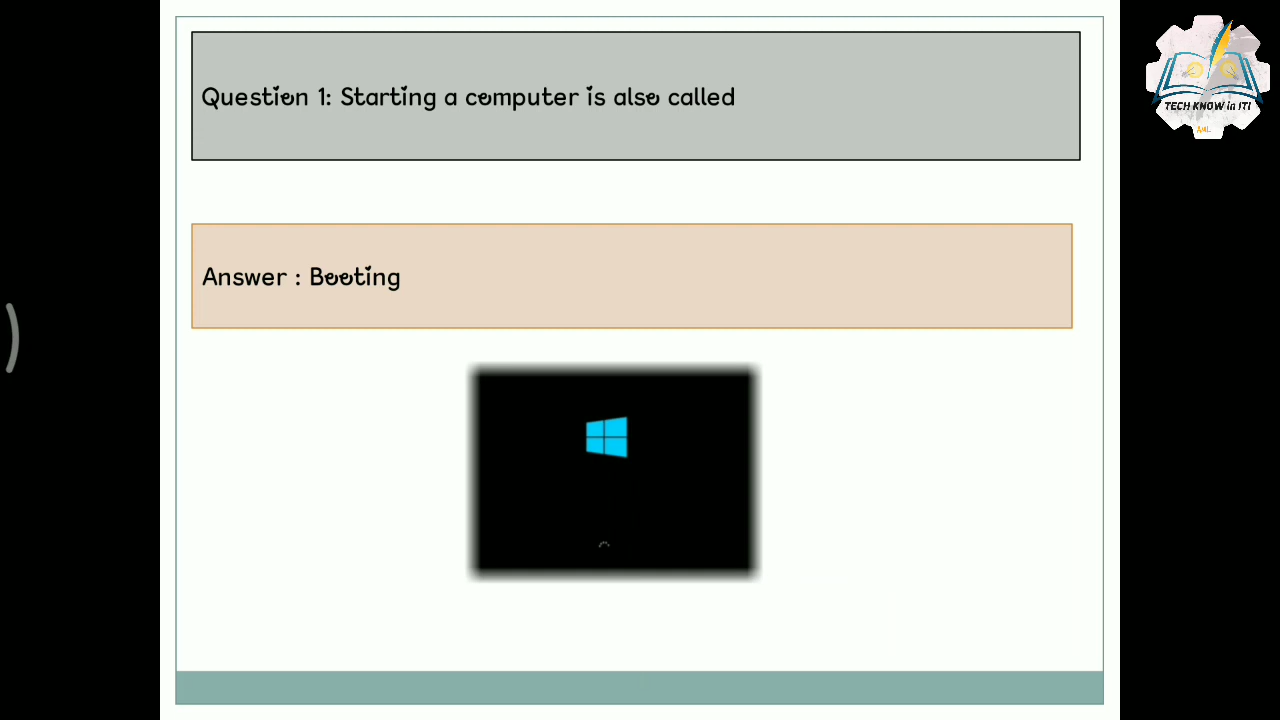 Question 1: Starting a computer is also called
TECH KNOW in ITI
Answer : Booting